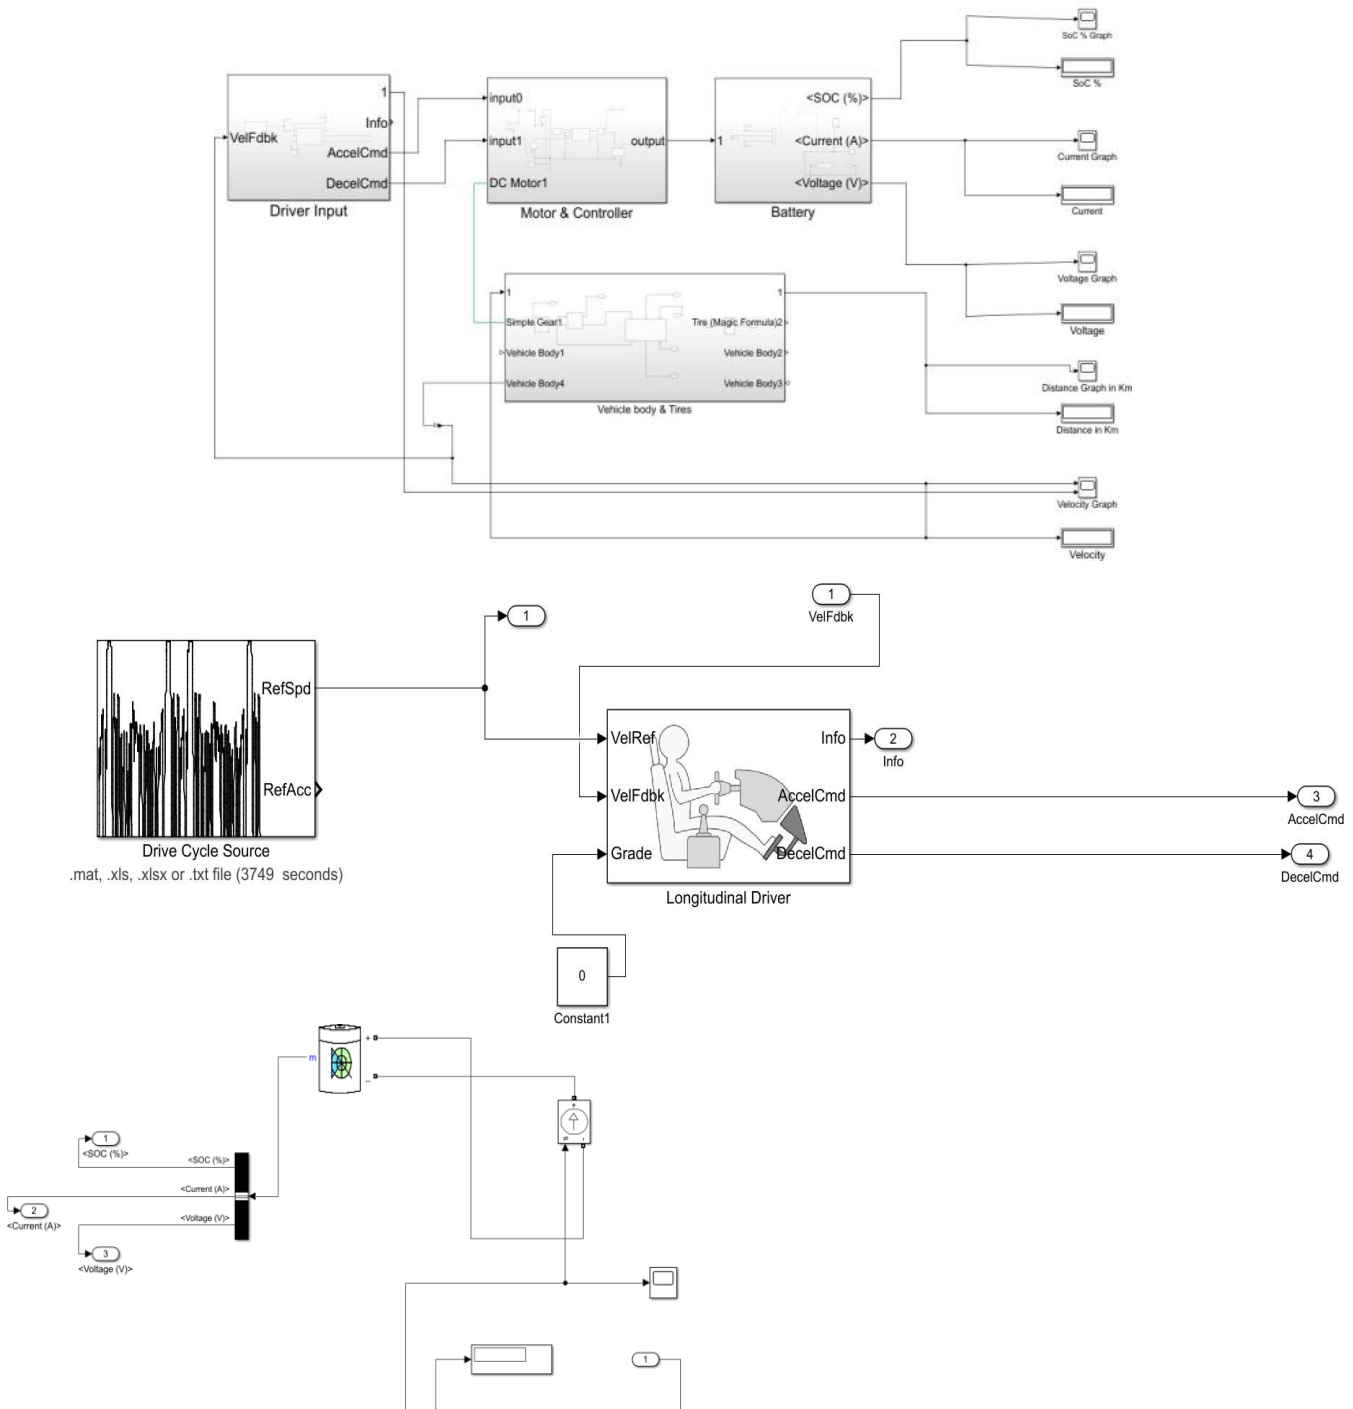 SoC % Graph
SoC %
1
Info
VelFdbk
AccelCmd
DecelCmd
Driver Input
input0
input1
output
DC Motor1
Motor & Controller
1
<SOC (%)>
<Current (A)>
<Voltage (V)>
Battery
Current Graph
Current
Voltage Graph
Voltage
1
1
Simple Gear1
Tire (Magic Formula)2
Vehicle Body1
Vehicle Body2
Vehicle Body4
Vehicle Body3
Vehicle body & Tires
Distance Graph in Km
Distance in Km
Velocity Graph
Velocity
1
1
VelFdbk
RefSpd
RefAcc
Drive Cycle Source
.mat, .xls, .xlsx or .txt file (3749 seconds)
VelRef
Info
VelFdbk
AccelCmd
Grade
DecelCmd
Longitudinal Driver
2
Info
3
AccelCmd
4
DecelCmd
0
Constant1
m
+
_
+
1
<SOC (%)>
<SOC (%)>
<Current (A)>
2
<Current (A)>
<Voltage (V)>
3
<Voltage (V)>
1